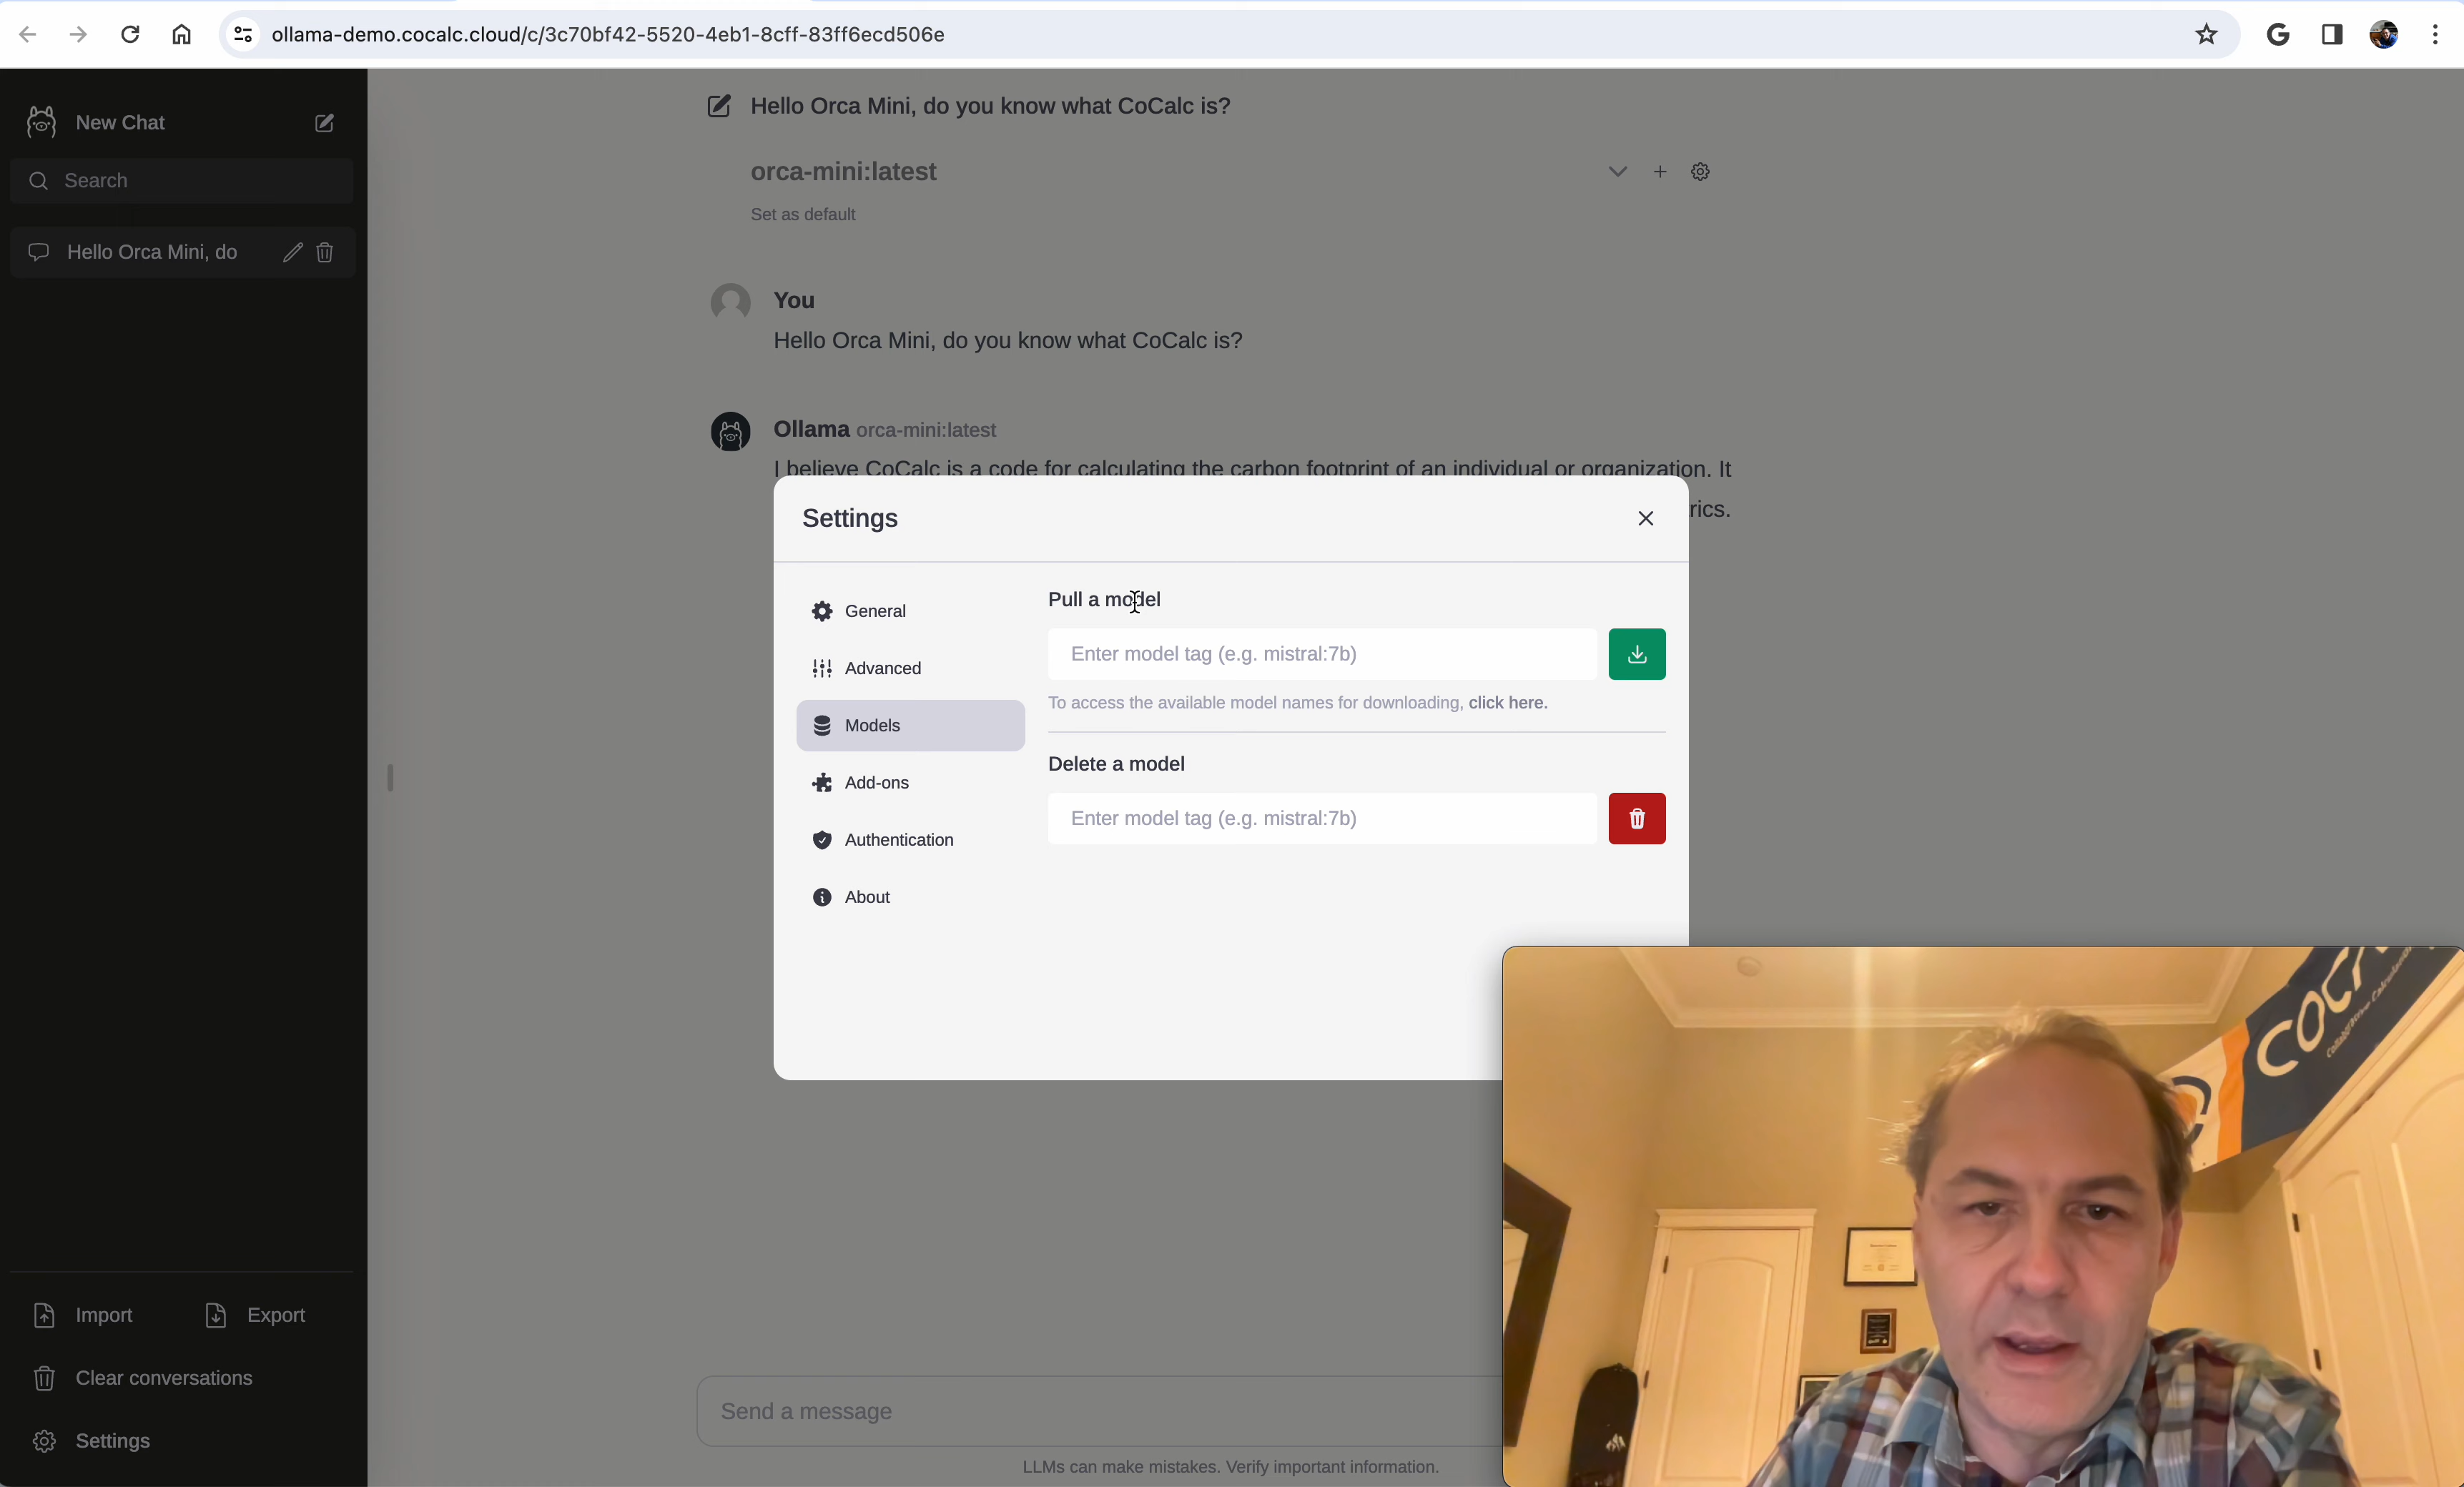 ollama-demo.cocalc.cloud/c/3c70bf42-5520-4eb1-8cff-83ff6ecd506e
New Chat
Search
Hello Orca Mini, do
Hello Orca Mini, do you know what CoCalc is?
orca-mini:latest
Set as default
You
Hello Orca Mini, do you know what CoCalc is?
Ollama orca-mini:latest
I believe CoCalc is a code for calculating the carbon footprint of an individual or organization. It
rics.
Settings
General
Advanced
Models
Add-ons
Authentication
About
Pull a model
Enter model tag (e.g. mistral:7b)
To access the available model names for downloading, click here.
Delete a model
Enter model tag (e.g. mistral:7b)
Import
Export
Clear conversations
Settings
Send a message
LLMs can make mistakes. Verify important information.
COCA